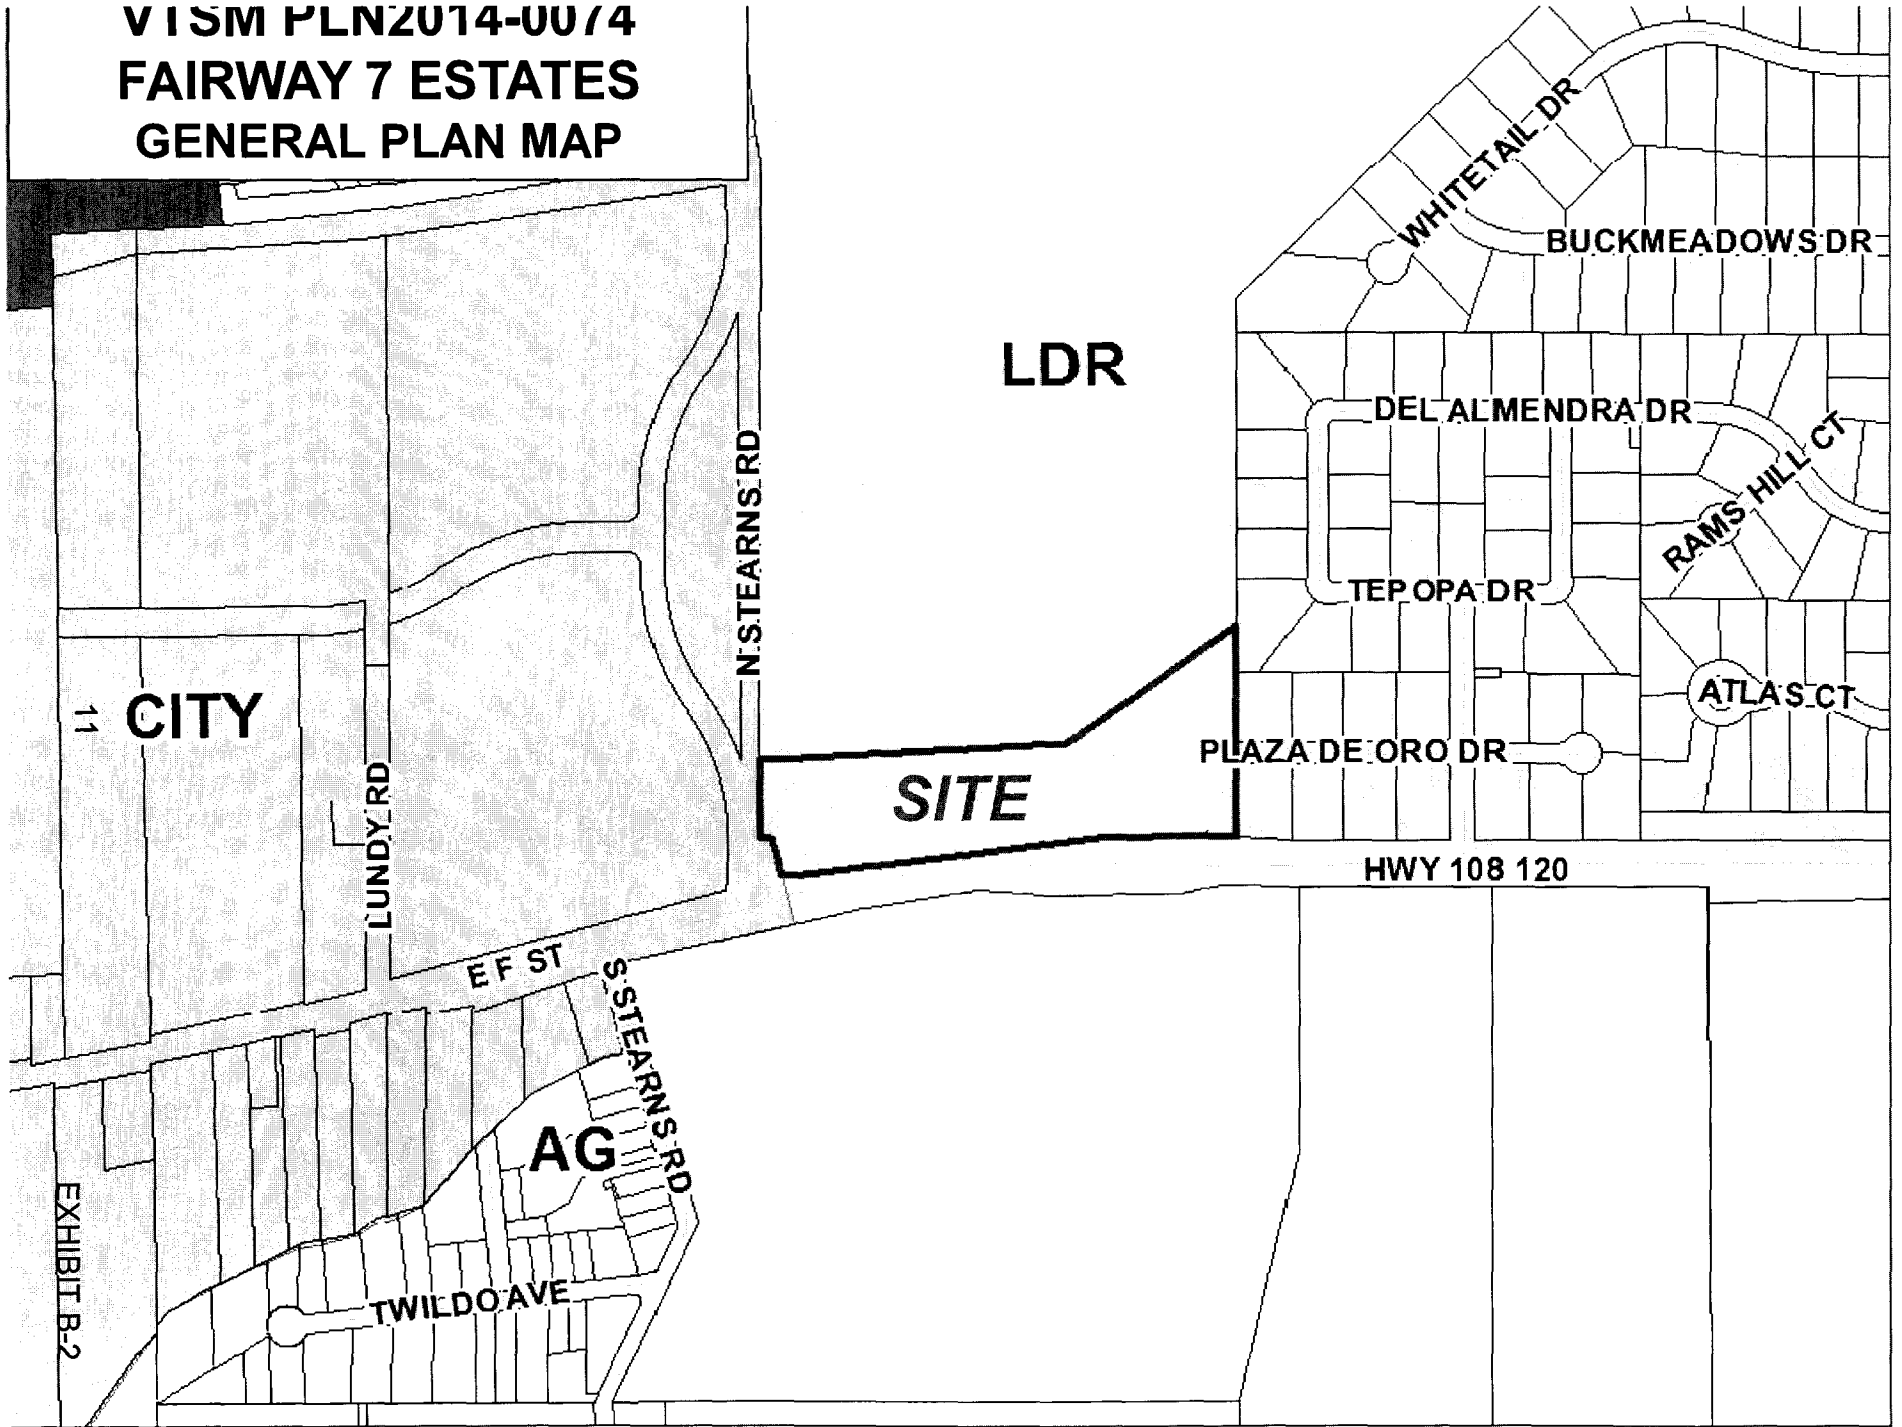 VTSM PLN2014-0074
FAIRWAY 7 ESTATES
GENERAL PLAN MAP
WHITETAIL DR
BUCKMEADOWS DR
LDR
DEL ALMENDRA DR
RAMS HILL CT
N STEARNS RD
TEPOPA DR
CITY
11
ATLAS CT
PLAZA DE ORO DR
SITE
LUNDY RD
HWY 108 120
E F ST
S STEARNS RD
AG
EXHIBIT B-2
TWILDO AVE